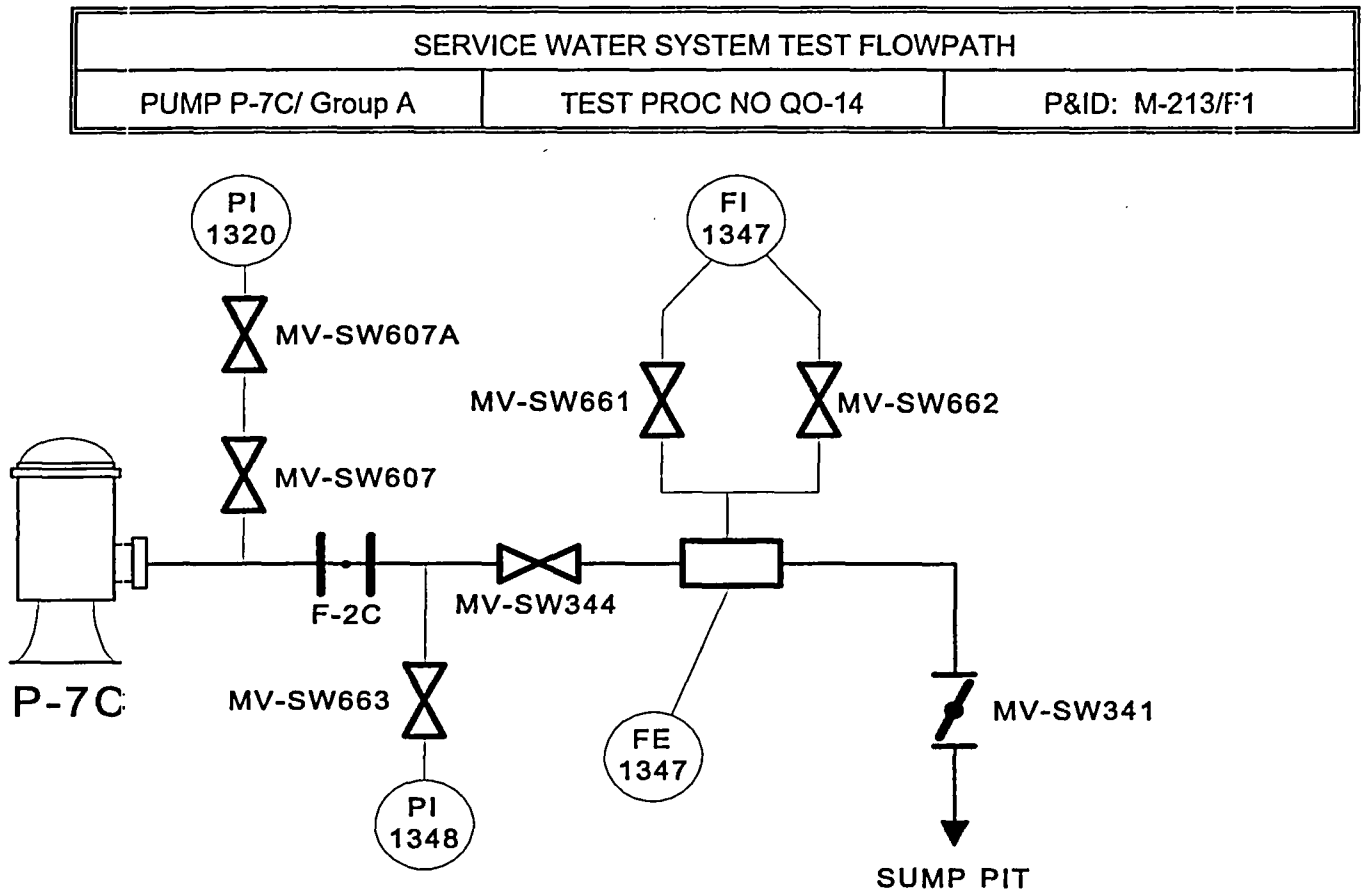 SERVICE WATER SYSTEM TEST FLOWPATH
PUMP P-7C/ Group A TEST PROC NO QO-14 P&ID: M-213/F1
PI
1320
FI
1347
MV-SW607A
MV-SW661
MV-SW662
MV-SW607
F-2C
MV-SW344
P-7C
MV-SW663
FE
1347
MV-SW341
PI
1348
SUMP PIT